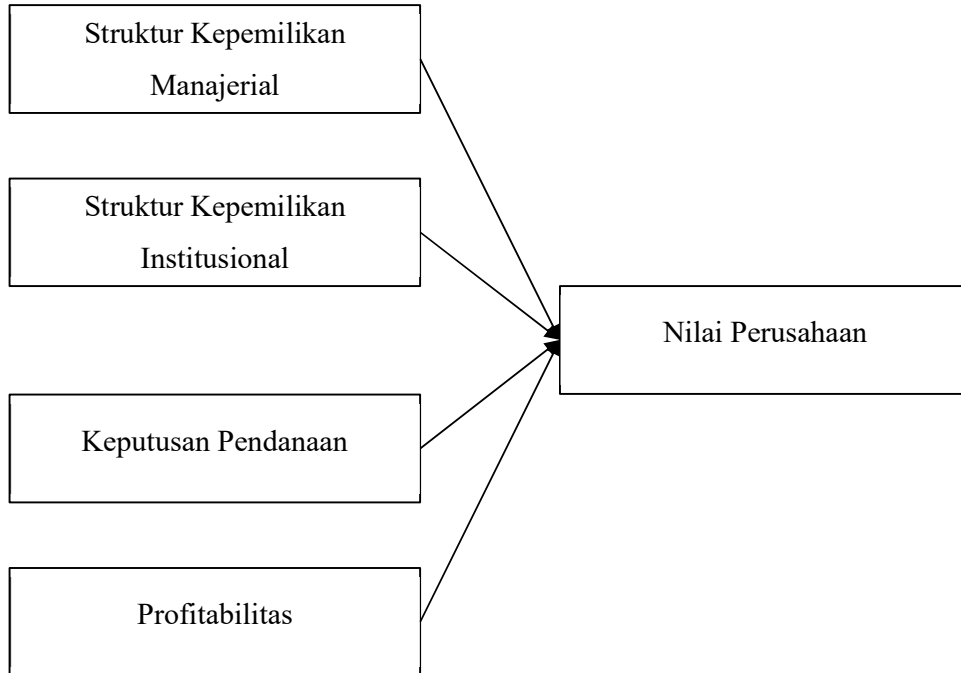 Struktur Kepemilikan
Manajerial
Struktur Kepemilikan
Institusional
Nilai Perusahaan
Keputusan Pendanaan
Profitabilitas